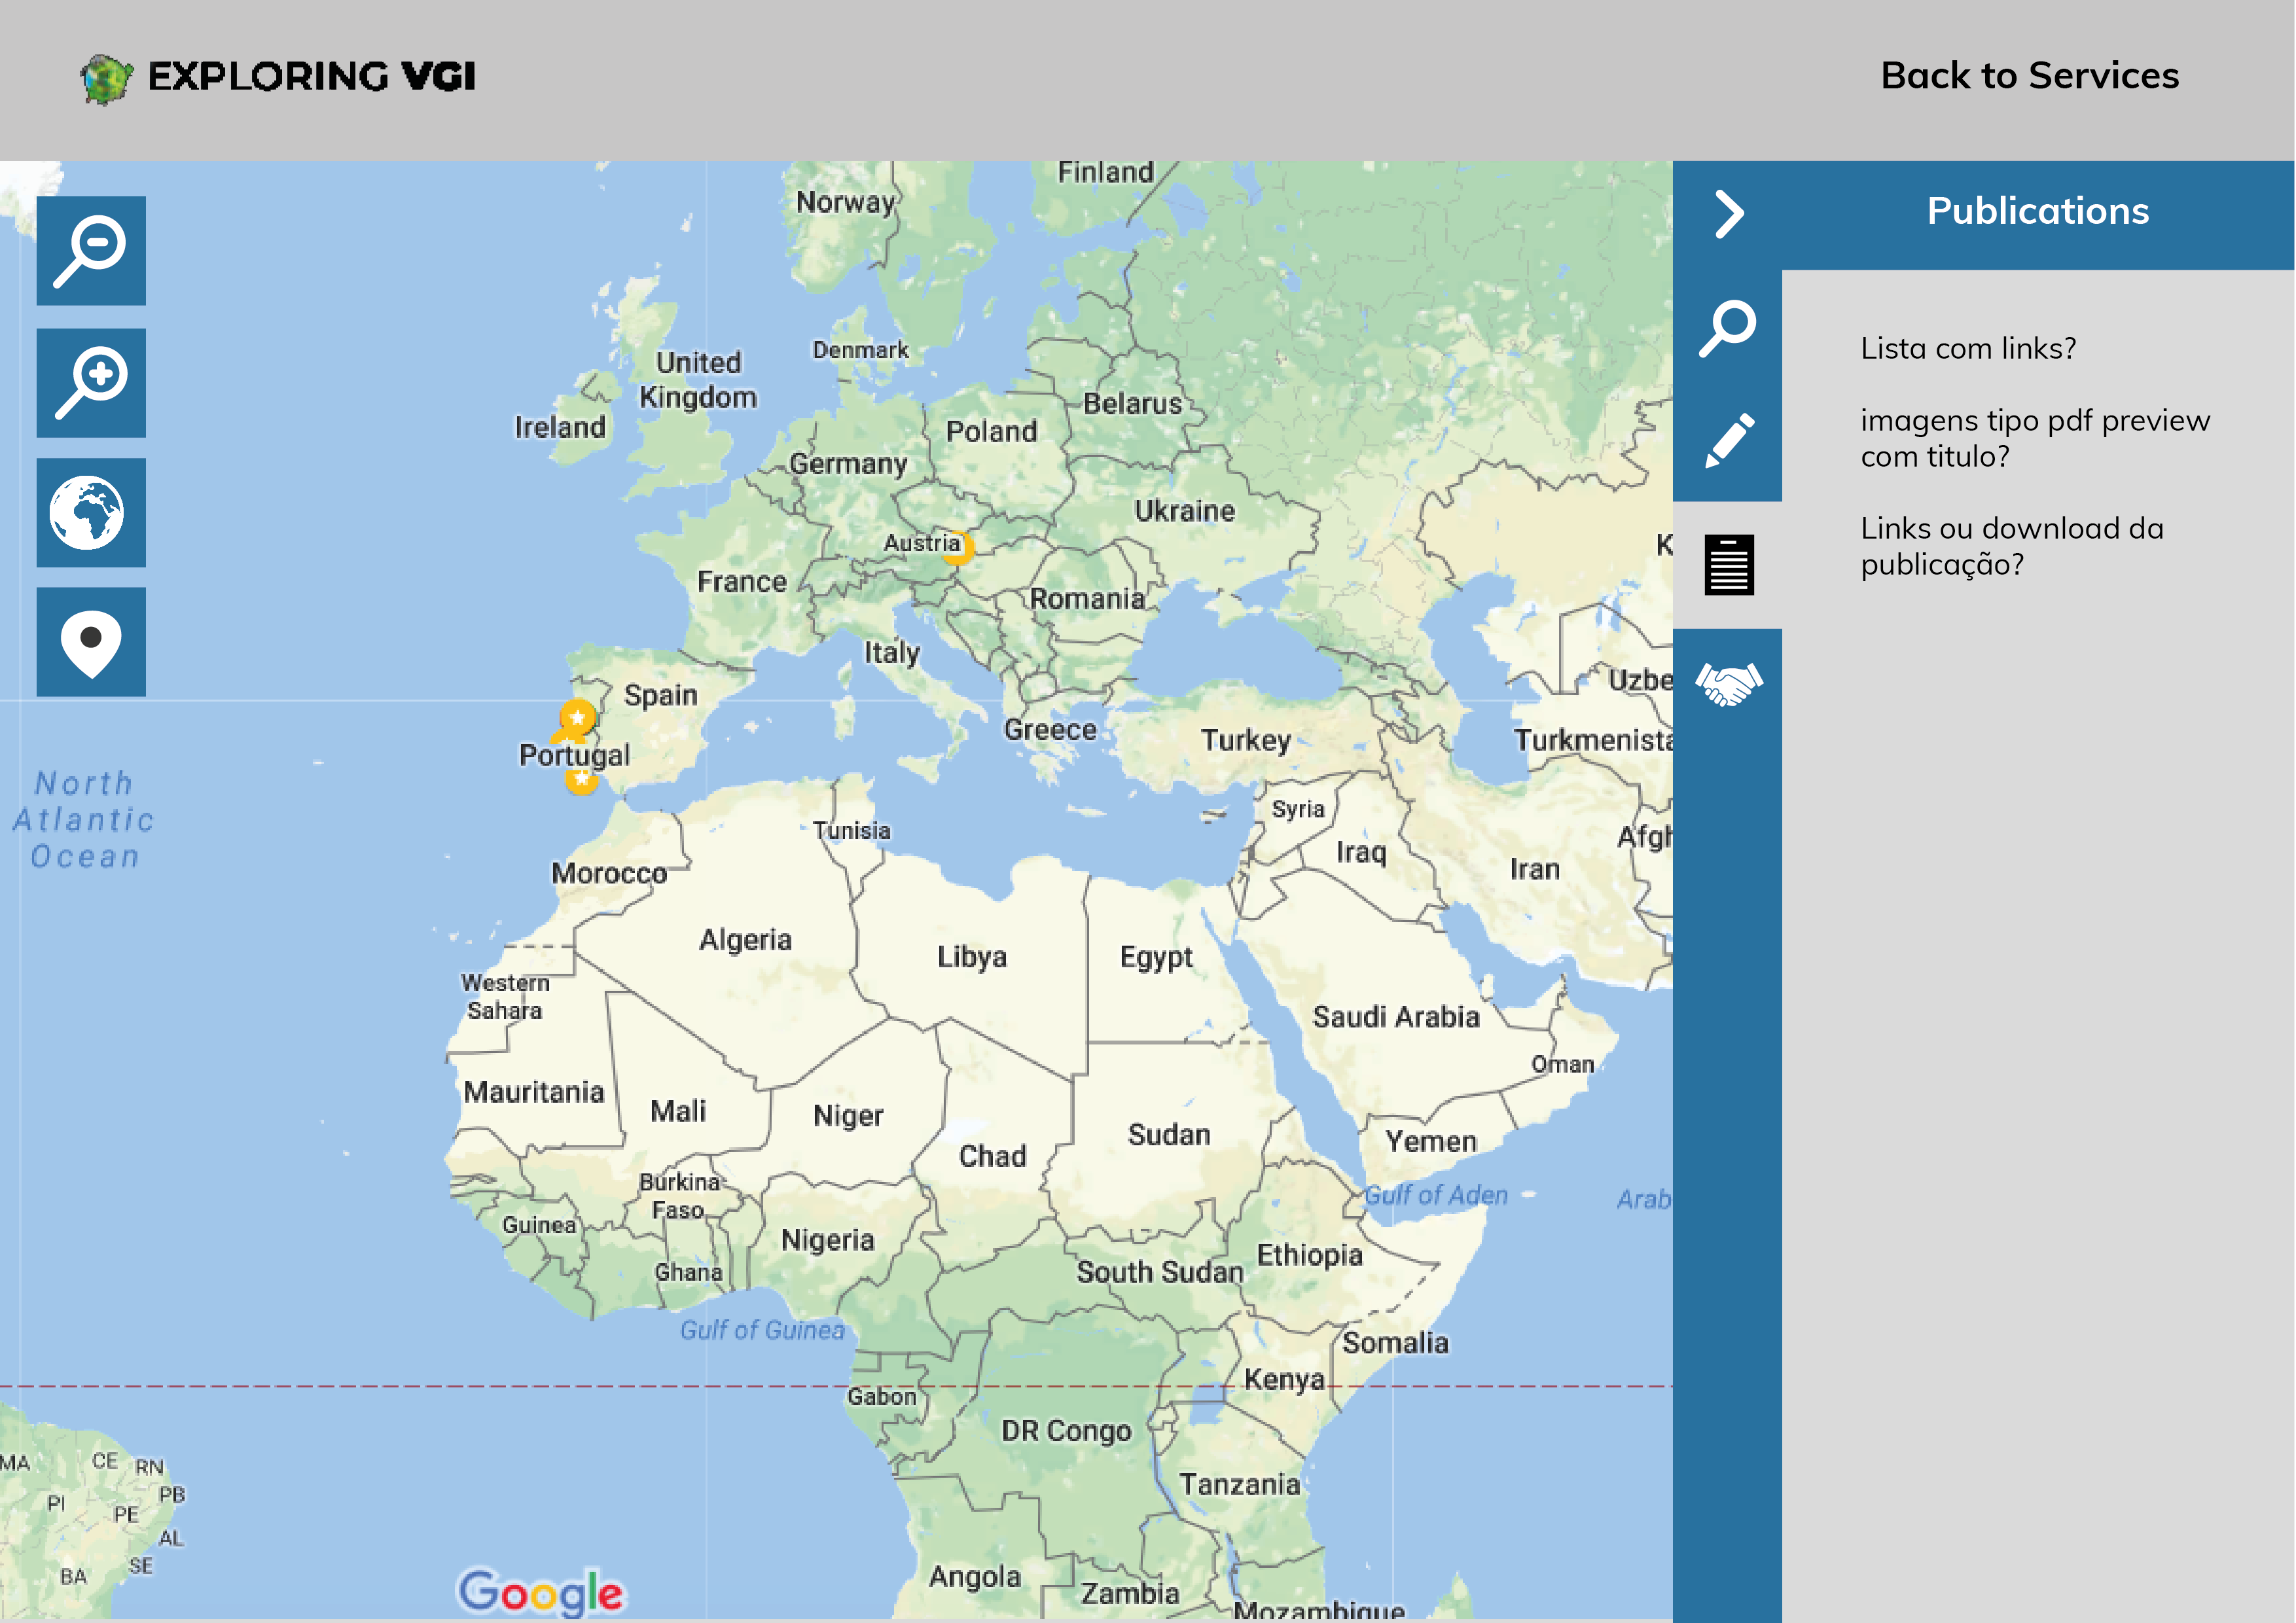 EXPLORING VGI
Back to Services
Publications
Lista com links?
imagens tipo pdf preview
com titulo?
Links ou download da
publicação?
Finland
Norway
Denmark
United
Kingdom
Ireland
Belarus
Poland
Germany
Ukraine
Austria
K
France
Romania
Italy
Uzbe
Spain
Greece
Turkey
Turkmenista
Portugal
North
Atlantic
Ocean
Syria
Tunisia
Afgh
Iraq
Iran
Morocco
Algeria
Libya
Egypt
Western
Sahara
Saudi Arabia
Oman
Mauritania
Mali
Niger
Sudan
Yemen
Chad
Burkina
Faso
Gulf of Aden
Arab
Guinea
Nigeria
Ethiopia
Ghana
South Sudan
Gulf of Guinea
Somalia
Kenya
Gabon
DR Congo
MA
CE
RN
Tanzania
PI
PB
PE
AL
SE
BA
Angola
Google
Zambia
Mozambique